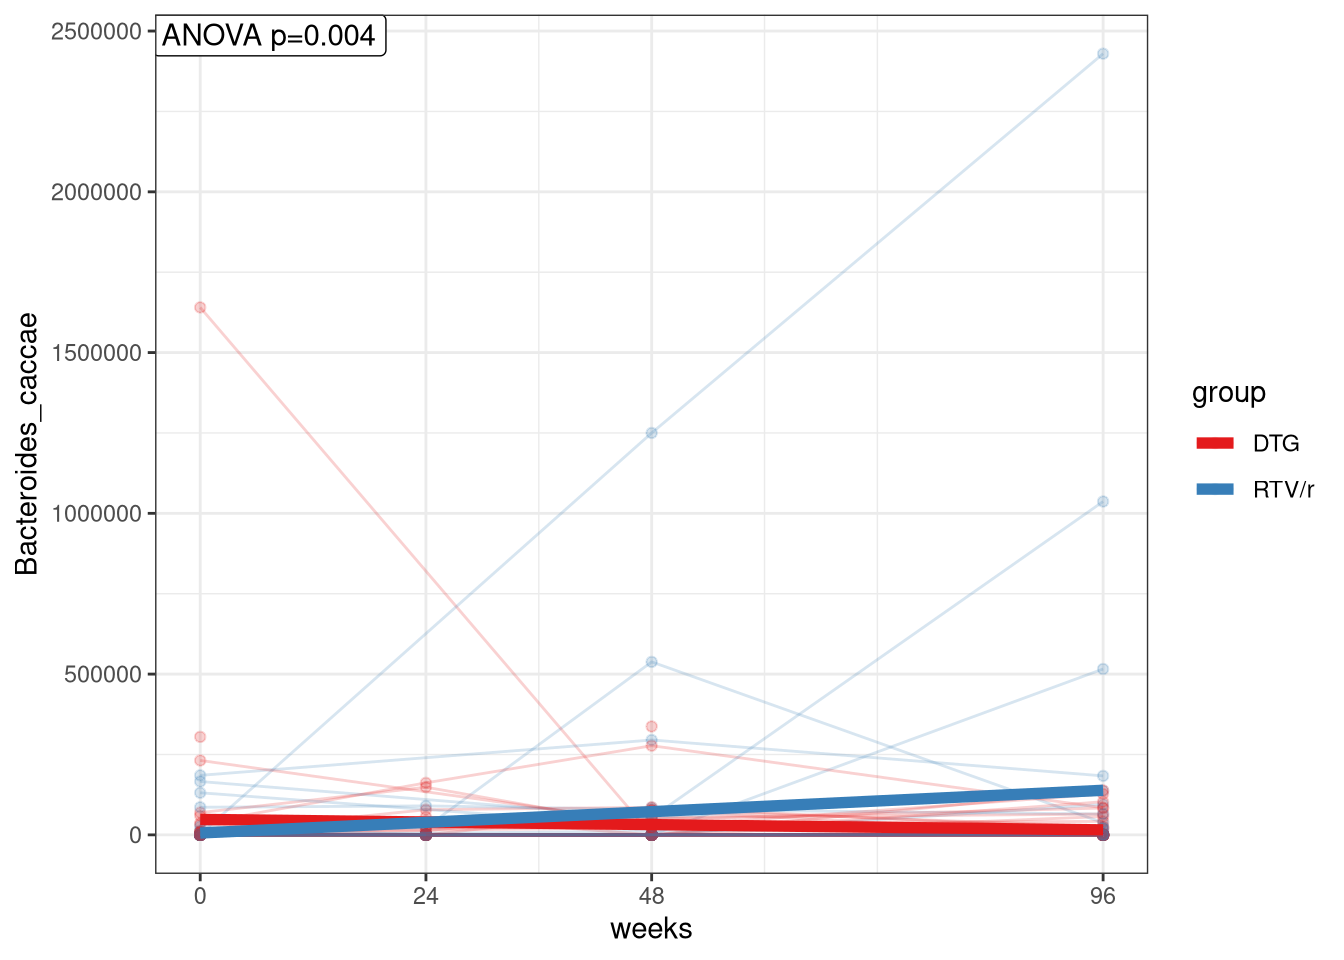 ANOVA p=0.004
2500000
2000000
1500000
1000000
500000
0
Bacteroides_caccae
0 24 48 96
weeks
group
DTG
RTV/r